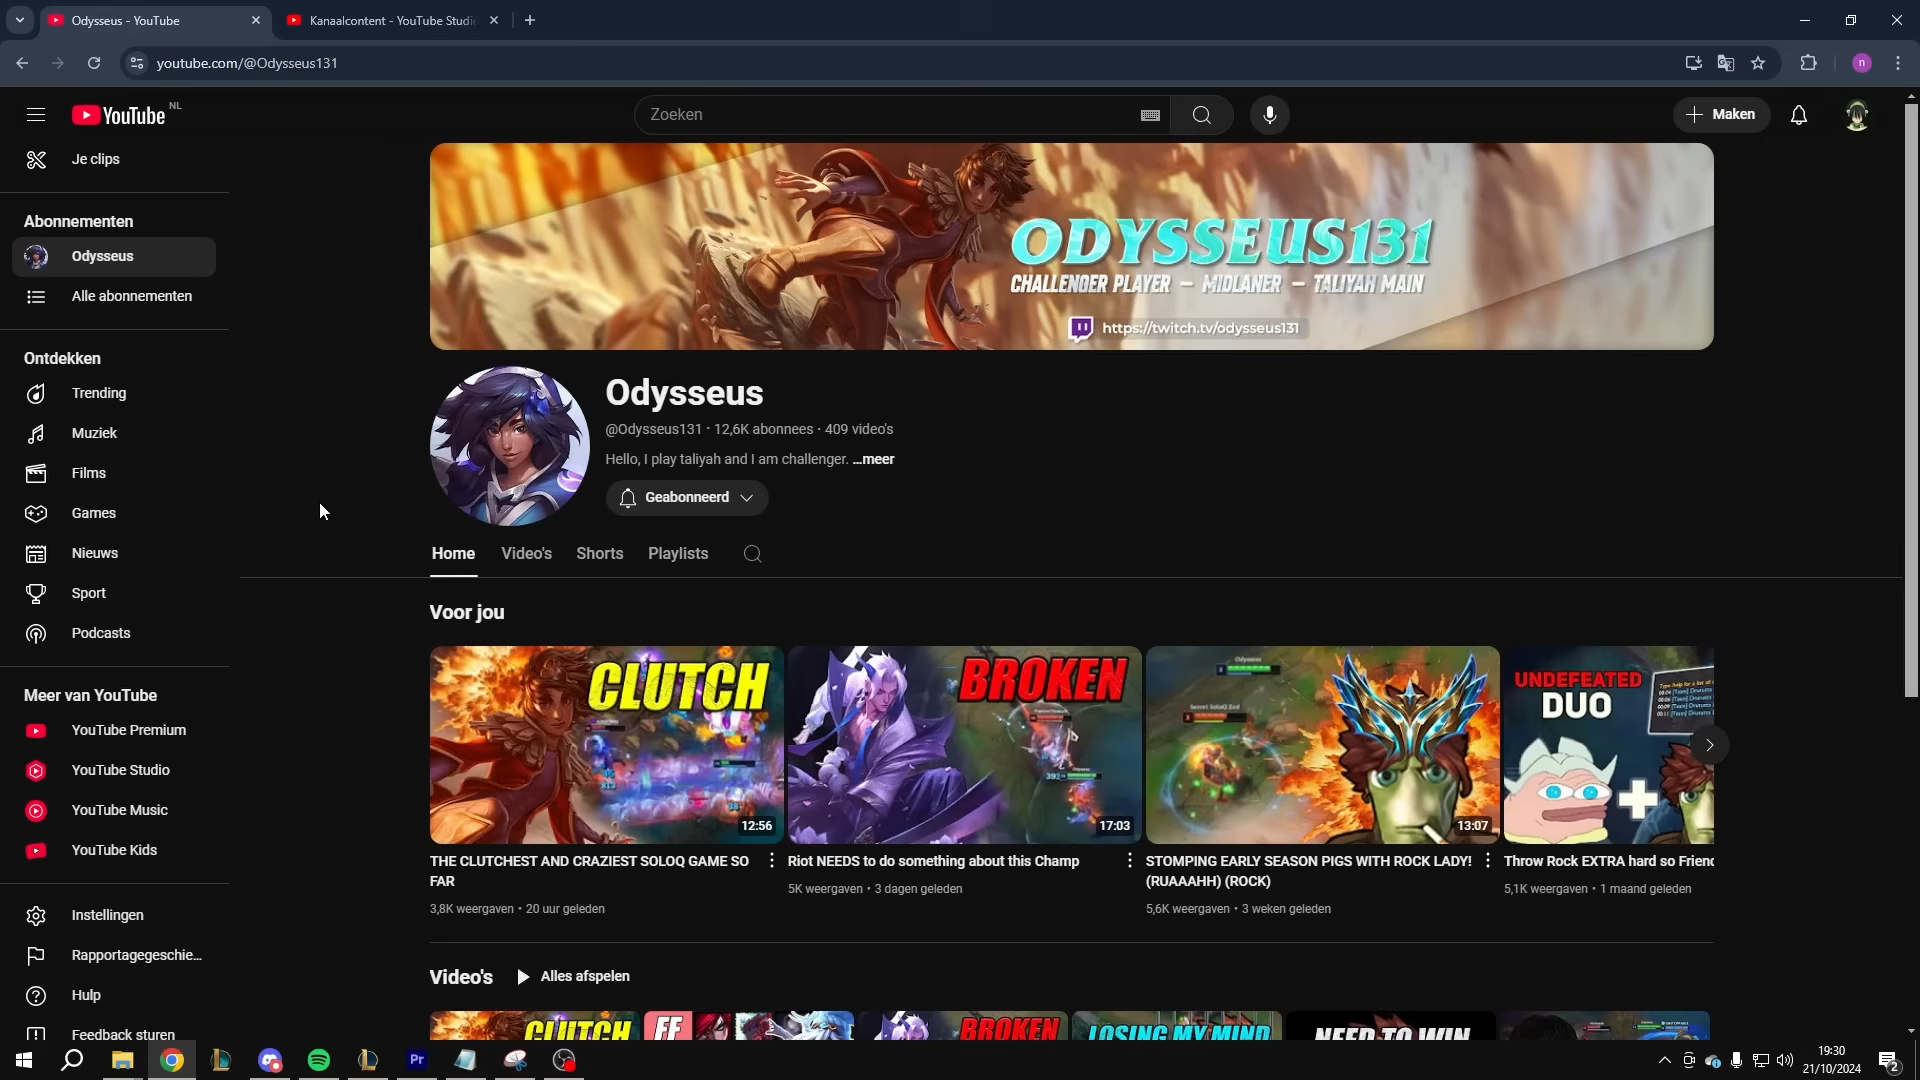 Odysseus - YouTube
Kanaalcontent - YouTube Studi
youtube.com/@Odysseus131
n
YouTube NL
Zoeken
Maken
Je clips
Abonnementen
Odysseus
Alle abonnementen
Ontdekken
Trending
Muziek
Films
Games
Nieuws
Sport
Podcasts
Meer van YouTube
YouTube Premium
YouTube Studio
YouTube Music
YouTube Kids
Instellingen
Rapportagegeschie...
Hulp
Feedback sturen
ODYSSEUS131
CHALLENGER PLAYER – MIDLANER – TALIYAH MAIN
https://twitch.tv/odysseus131
Odysseus
@Odysseus131 · 12,6K abonnees · 409 video's
Hello, I play taliyah and I am challenger. ...meer
Geabonneerd
Home
Video's
Shorts
Playlists
Voor jou
CLUTCH
12:56
THE CLUTCHEST AND CRAZIEST SOLOQ GAME SO
FAR
3,8K weergaven • 20 uur geleden
BROKEN
17:03
Riot NEEDS to do something about this Champ
5K weergaven • 3 dagen geleden
13:07
STOMPING EARLY SEASON PIGS WITH ROCK LADY!
(RUAAAHH) (ROCK)
5,6K weergaven • 3 weken geleden
UNDEFEATED
DUO
Throw Rock EXTRA hard so Frienc
5,1K weergaven • 1 maand geleden
Video's
Alles afspelen
CLUTCH
FF
BROKEN
LOSING MY MIND
NEED TO WIN
Pr
19:30
21/10/2024
2